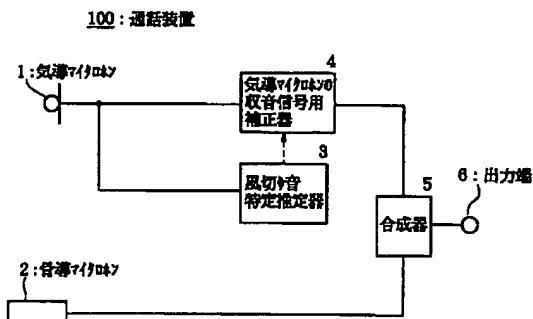 100：通話装置
1：気導マイクロホン
4
気導マイクロホンの
収音信号用
補正器
3
風切り音
特定推定器
5
合成器
6：出力端
2：骨導マイクロホン